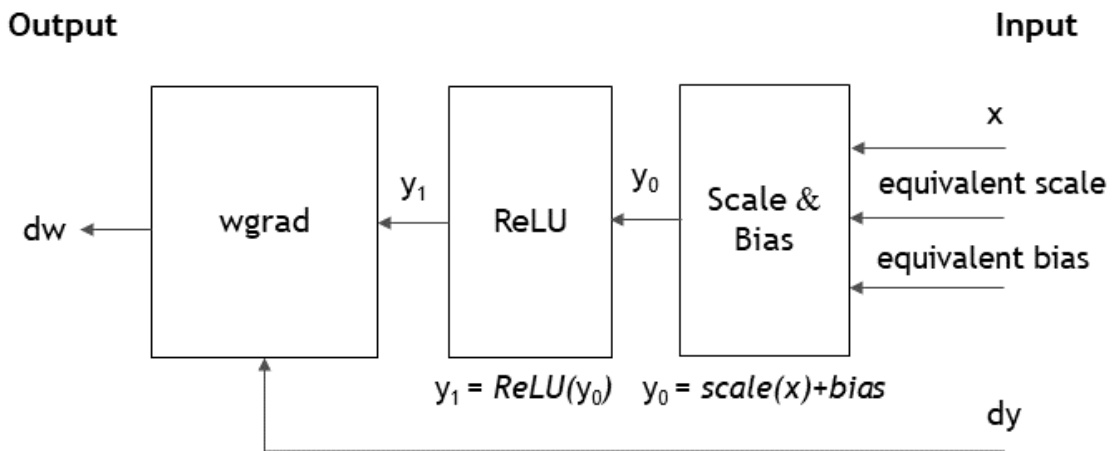 Output
Input
x
equivalent scale
equivalent bias
Scale &
Bias
y₀
ReLU
y₁
wgrad
dw
y₁ = ReLU(y₀)
y₀ = scale(x)+bias
dy